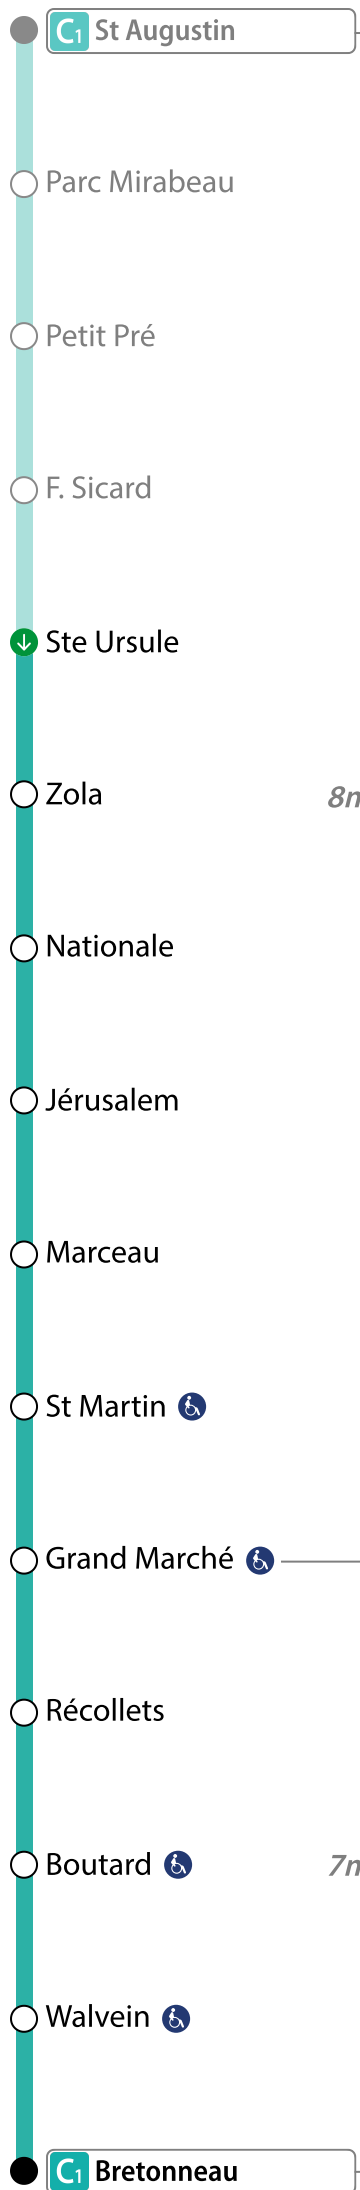 C1 St Augustin
Parc Mirabeau
Petit Pré
F. Sicard
Ste Ursule
Zola
Nationale
Jérusalem
Marceau
St Martin
Grand Marché
Récollets
Boutard
Walvein
C1 Bretonneau